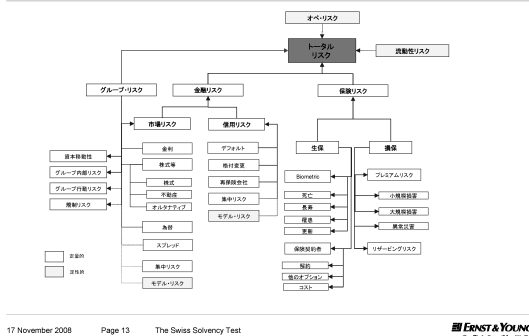 オペ・リスク
トータル
リスク
流動性リスク
グループ・リスク
金融リスク
保険リスク
市場リスク
信用リスク
生保
損保
資本移動性
グループ内部リスク
グループ行動リスク
規制リスク
金利
株式等
株式
不動産
オルタナティブ
為替
スプレッド
集中リスク
モデル・リスク
デフォルト
格付変更
再保険会社
集中リスク
モデル・リスク
Biometric
死亡
長寿
罹患
更新
保険契約者
解約
他のオプション
コスト
プレミアムリスク
小規模損害
大規模損害
異常災害
リザービングリスク
定量的
定性的
17 November 2008 Page 13 The Swiss Solvency Test
ERNST & YOUNG